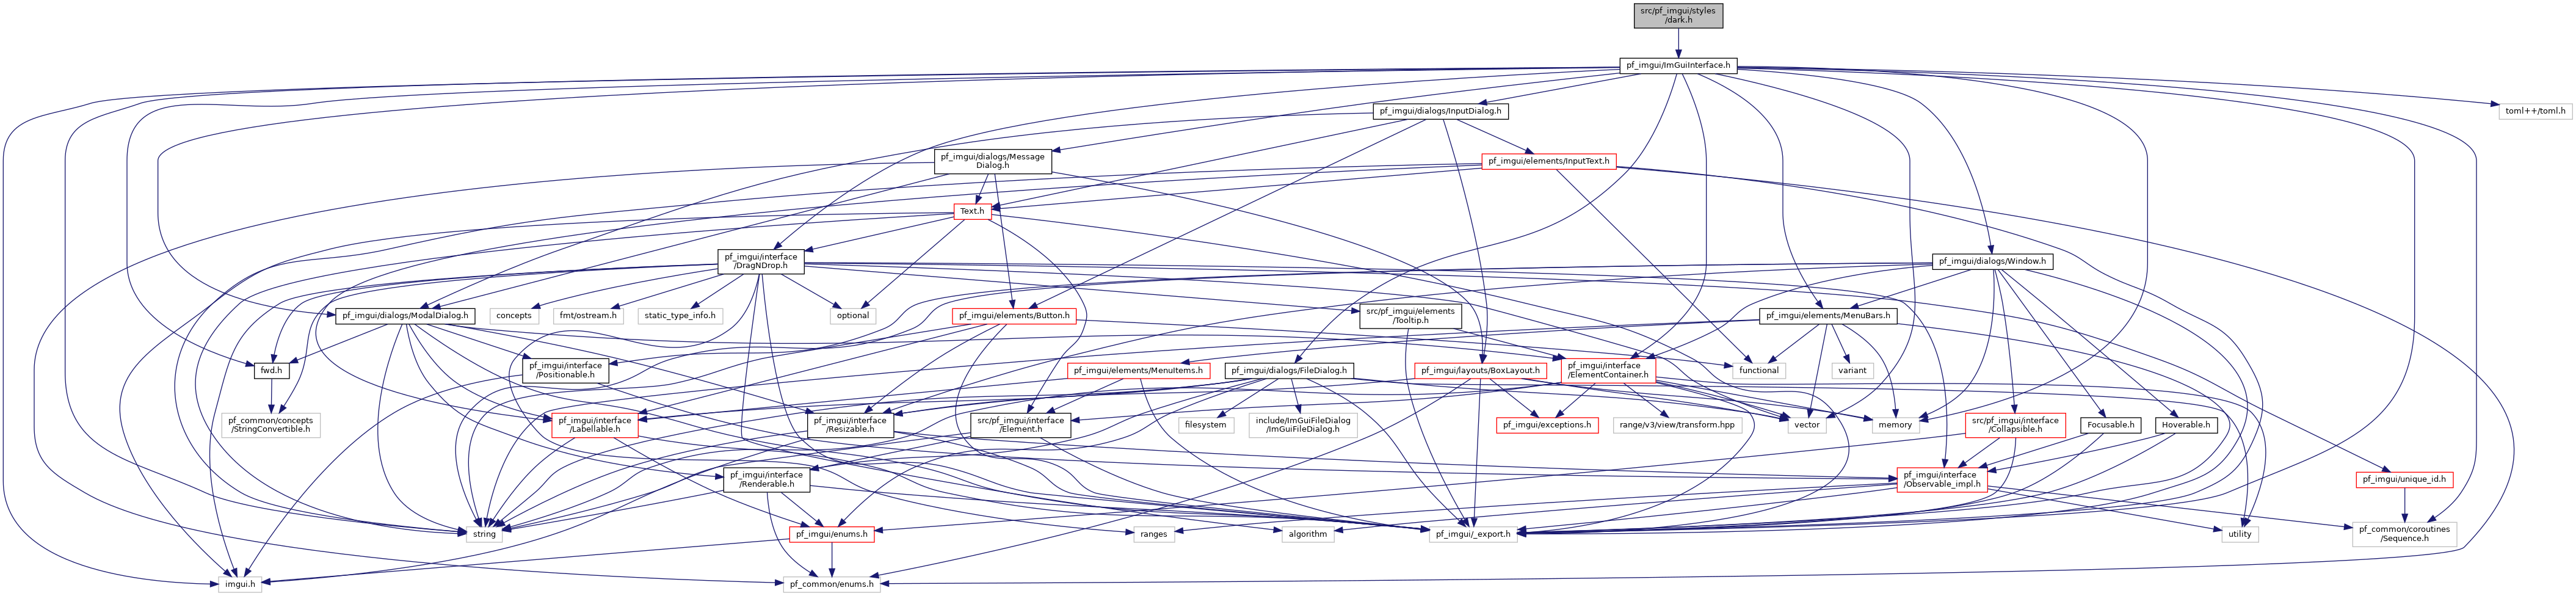 src/pf_imgui/styles
/dark.h
pf_imgui/ImGuiInterface.h
pf_imgui/dialogs/InputDialog.h
toml++/toml.h
pf_imgui/dialogs/Message
Dialog.h
pf_imgui/elements/InputText.h
Text.h
pf_imgui/interface
/DragNDrop.h
pf_imgui/dialogs/Window.h
pf_imgui/dialogs/ModalDialog.h
concepts
fmt/ostream.h
static_type_info.h
optional
pf_imgui/elements/Button.h
src/pf_imgui/elements
/Tooltip.h
pf_imgui/elements/MenuBars.h
fwd.h
pf_imgui/interface
/Positionable.h
pf_imgui/elements/MenuItems.h
pf_imgui/dialogs/FileDialog.h
pf_imgui/layouts/BoxLayout.h
pf_imgui/interface
/ElementContainer.h
functional
variant
pf_common/concepts
/StringConvertible.h
pf_imgui/interface
/Labellable.h
pf_imgui/interface
/Resizable.h
src/pf_imgui/interface
/Element.h
filesystem
include/ImGuiFileDialog
/ImGuiFileDialog.h
pf_imgui/exceptions.h
range/v3/view/transform.hpp
vector
memory
src/pf_imgui/interface
/Collapsible.h
Focusable.h
Hoverable.h
pf_imgui/interface
/Renderable.h
pf_imgui/interface
/Observable_impl.h
pf_imgui/unique_id.h
string
pf_imgui/enums.h
ranges
algorithm
pf_imgui/_export.h
utility
pf_common/coroutines
/Sequence.h
imgui.h
pf_common/enums.h